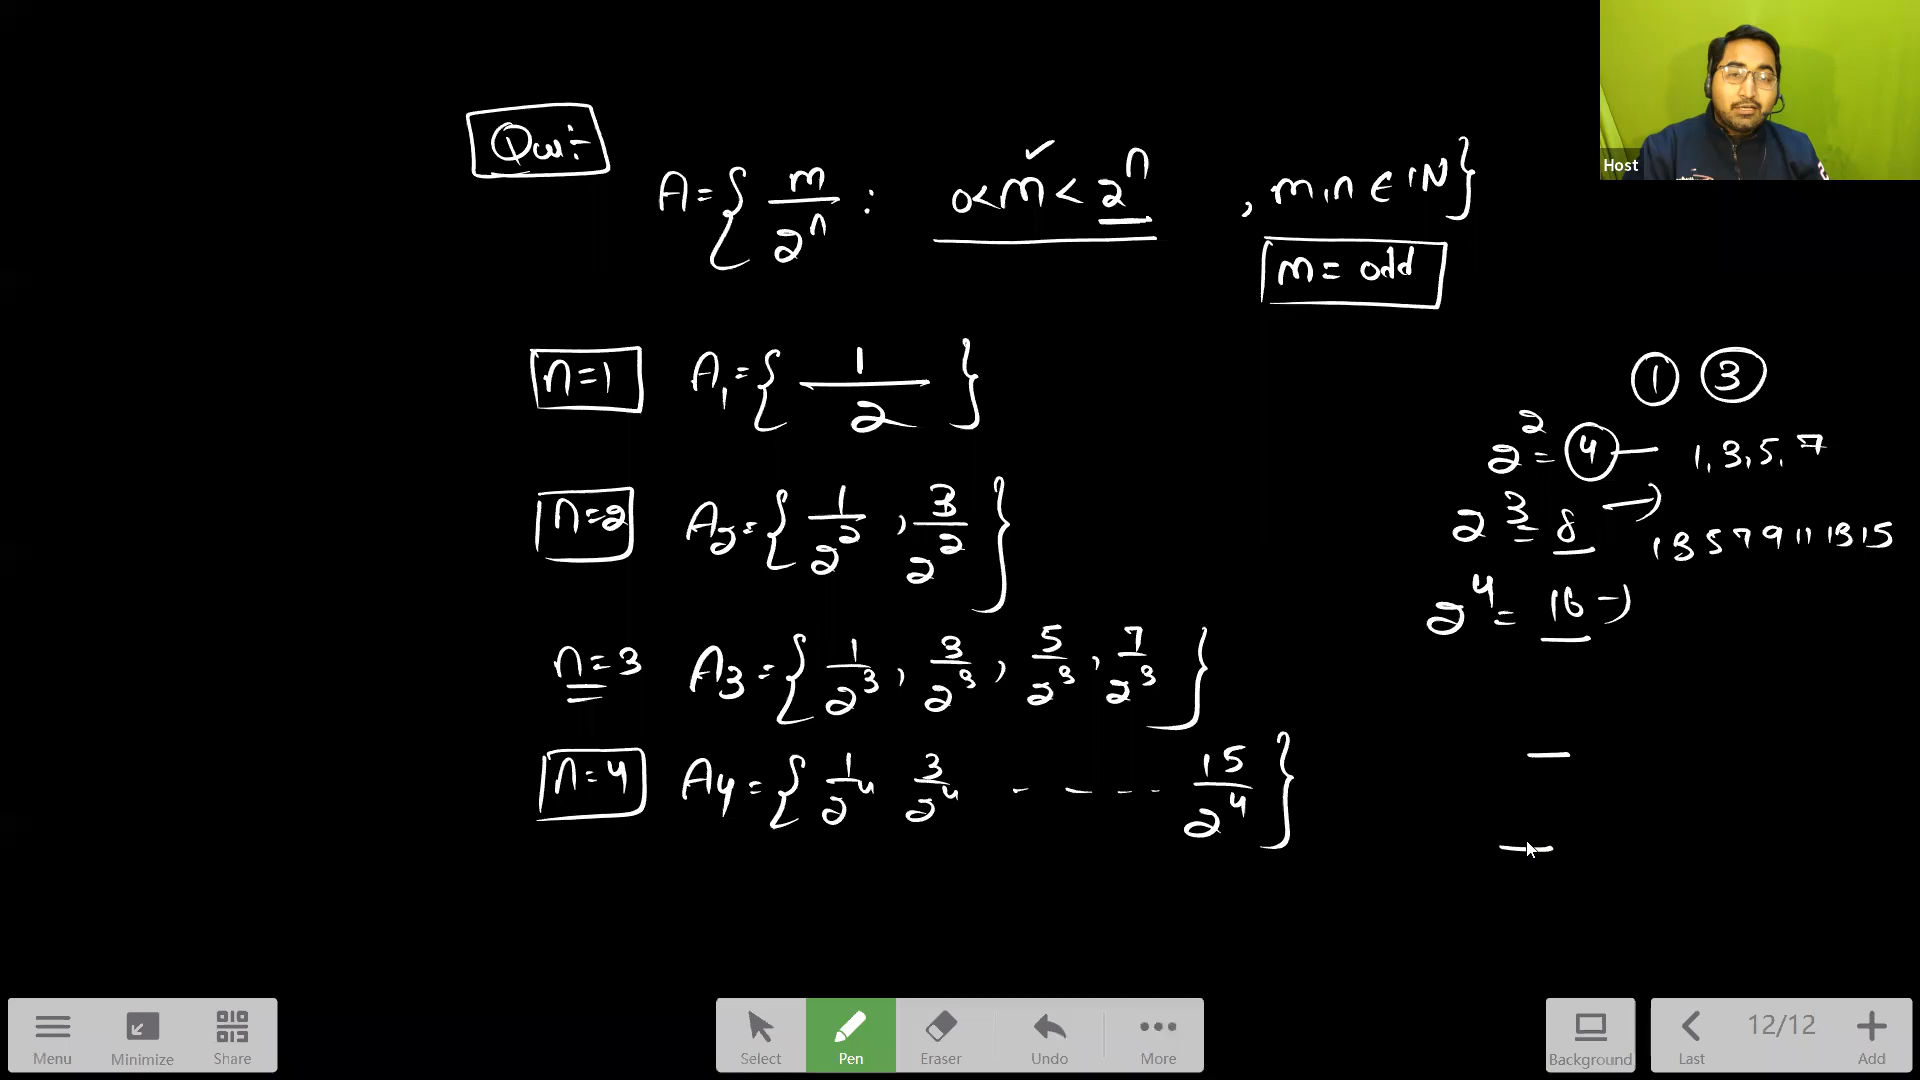 Que:-
A = { m/2^n : 0<m<2^n , m,n ∈ IN }
m = odd
n=1 A₁ = { 1/2 }
n=2 A₂ = { 1/2^2 , 3/2^2 }
n=3 A3 = { 1/2^3 , 3/2^3 , 5/2^3 , 7/2^3 }
n=4 A4 = { 1/2^4 3/2^4 - - - - - 15/2^4 }
1 3
2^2 = 4 — 1, 3, 5, 7
2^3 = 8 →
1 3 5 7 9 11 13 15
2^4 = 16 →
Host
Menu Minimize Share
Select Pen Eraser Undo More
Background
Last 12/12 Add